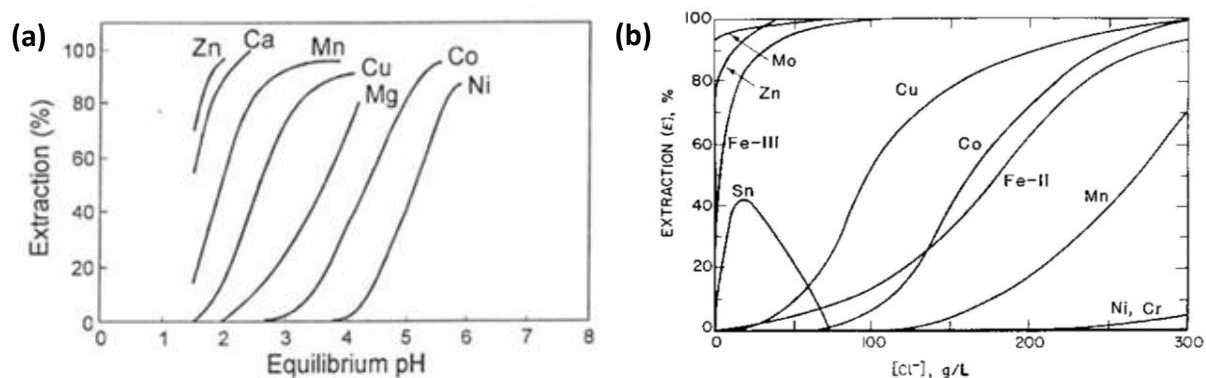 (a)
100
80
60
40
20
0
Extraction (%)
Zn
Ca
Mn
Cu
Mg
Co
Ni
0 1 2 3 4 5 6 7 8
Equilibrium pH
(b)
100
80
60
40
20
0
EXTRACTION (E), %
Mo
Zn
Fe-III
Sn
Cu
Co
Fe-II
Mn
Ni, Cr
0 100 200 300
[Cl⁻], g/L